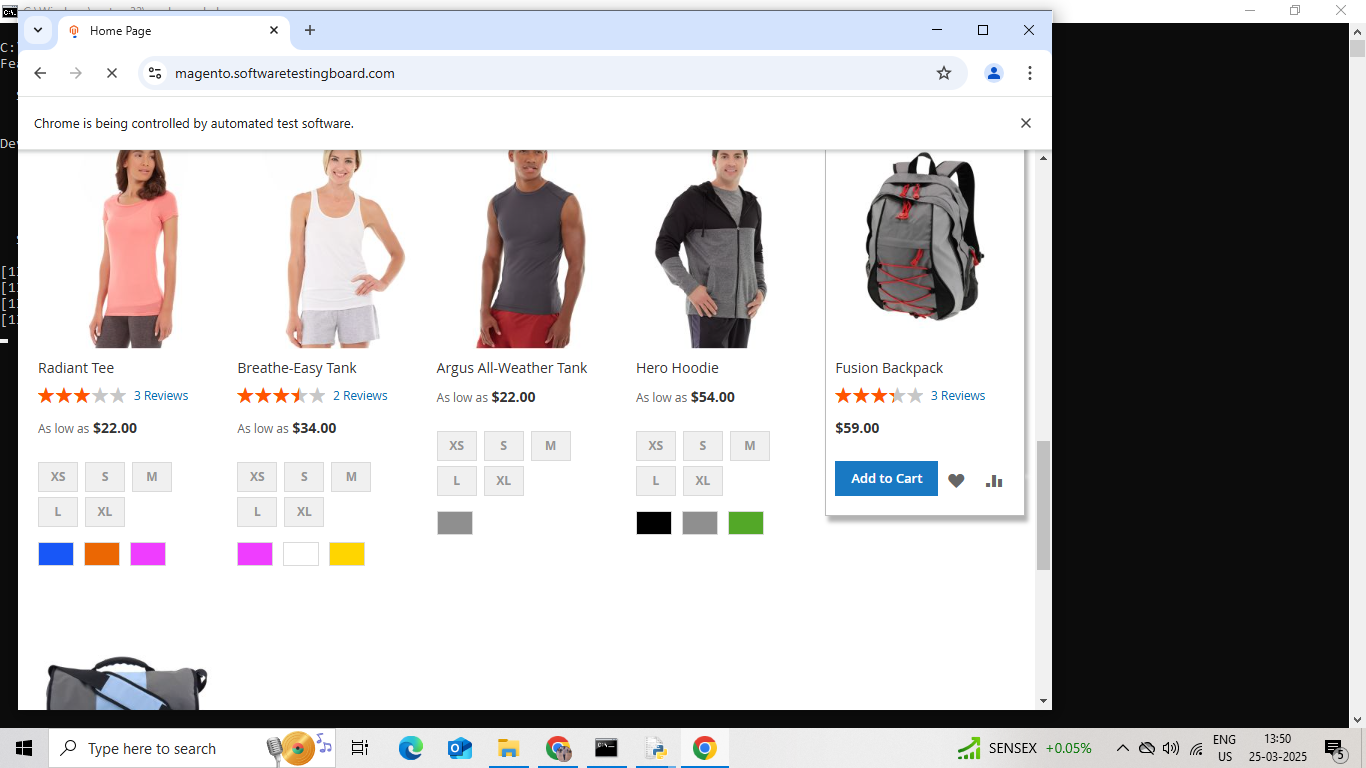 Home Page
magento.softwaretestingboard.com
Chrome is being controlled by automated test software.
Radiant Tee
3 Reviews
As low as $22.00
XS S M
L XL
Breathe-Easy Tank
2 Reviews
As low as $34.00
XS S M
L XL
Argus All-Weather Tank
As low as $22.00
XS S M
L XL
Hero Hoodie
As low as $54.00
XS S M
L XL
Fusion Backpack
3 Reviews
$59.00
Add to Cart
Type here to search
SENSEX +0.05%
ENG
US
13:50
25-03-2025
5